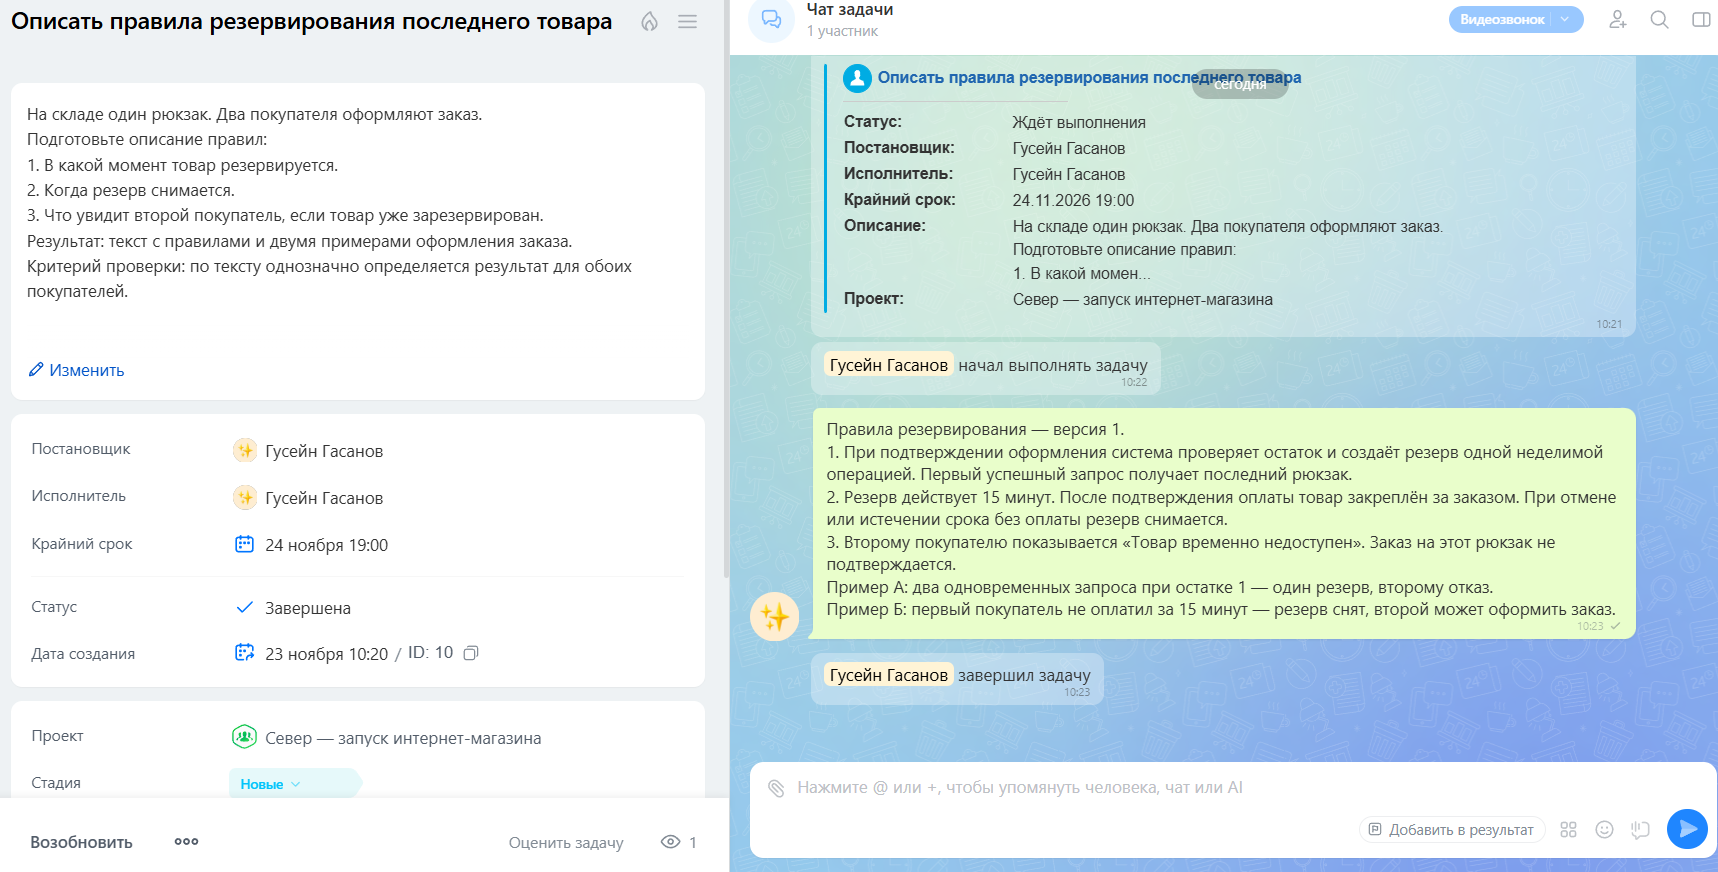 Описать правила резервирования последнего товара
На складе один рюкзак. Два покупателя оформляют заказ.
Подготовьте описание правил:
1. В какой момент товар резервируется.
2. Когда резерв снимается.
3. Что увидит второй покупатель, если товар уже зарезервирован.
Результат: текст с правилами и двумя примерами оформления заказа.
Критерий проверки: по тексту однозначно определяется результат для обоих
покупателей.
Изменить
Постановщик Гусейн Гасанов
Исполнитель Гусейн Гасанов
Крайний срок 24 ноября 19:00
Статус Завершена
Дата создания 23 ноября 10:20 / ID: 10
Проект Север — запуск интернет-магазина
Стадия Новые
Возобновить Оценить задачу 1
Чат задачи
1 участник
Видеозвонок
Описать правила резервирования последнего товара
сегодня
Статус: Ждёт выполнения
Постановщик: Гусейн Гасанов
Исполнитель: Гусейн Гасанов
Крайний срок: 24.11.2026 19:00
Описание: На складе один рюкзак. Два покупателя оформляют заказ.
Подготовьте описание правил:
1. В какой момен...
Проект: Север — запуск интернет-магазина
10:21
Гусейн Гасанов начал выполнять задачу
10:22
Правила резервирования — версия 1.
1. При подтверждении оформления система проверяет остаток и создаёт резерв одной неделимой
операцией. Первый успешный запрос получает последний рюкзак.
2. Резерв действует 15 минут. После подтверждения оплаты товар закреплён за заказом. При отмене
или истечении срока без оплаты резерв снимается.
3. Второму покупателю показывается «Товар временно недоступен». Заказ на этот рюкзак не
подтверждается.
Пример А: два одновременных запроса при остатке 1 — один резерв, второму отказ.
Пример Б: первый покупатель не оплатил за 15 минут — резерв снят, второй может оформить заказ.
10:23
Гусейн Гасанов завершил задачу
10:23
Нажмите @ или +, чтобы упомянуть человека, чат или AI
Добавить в результат